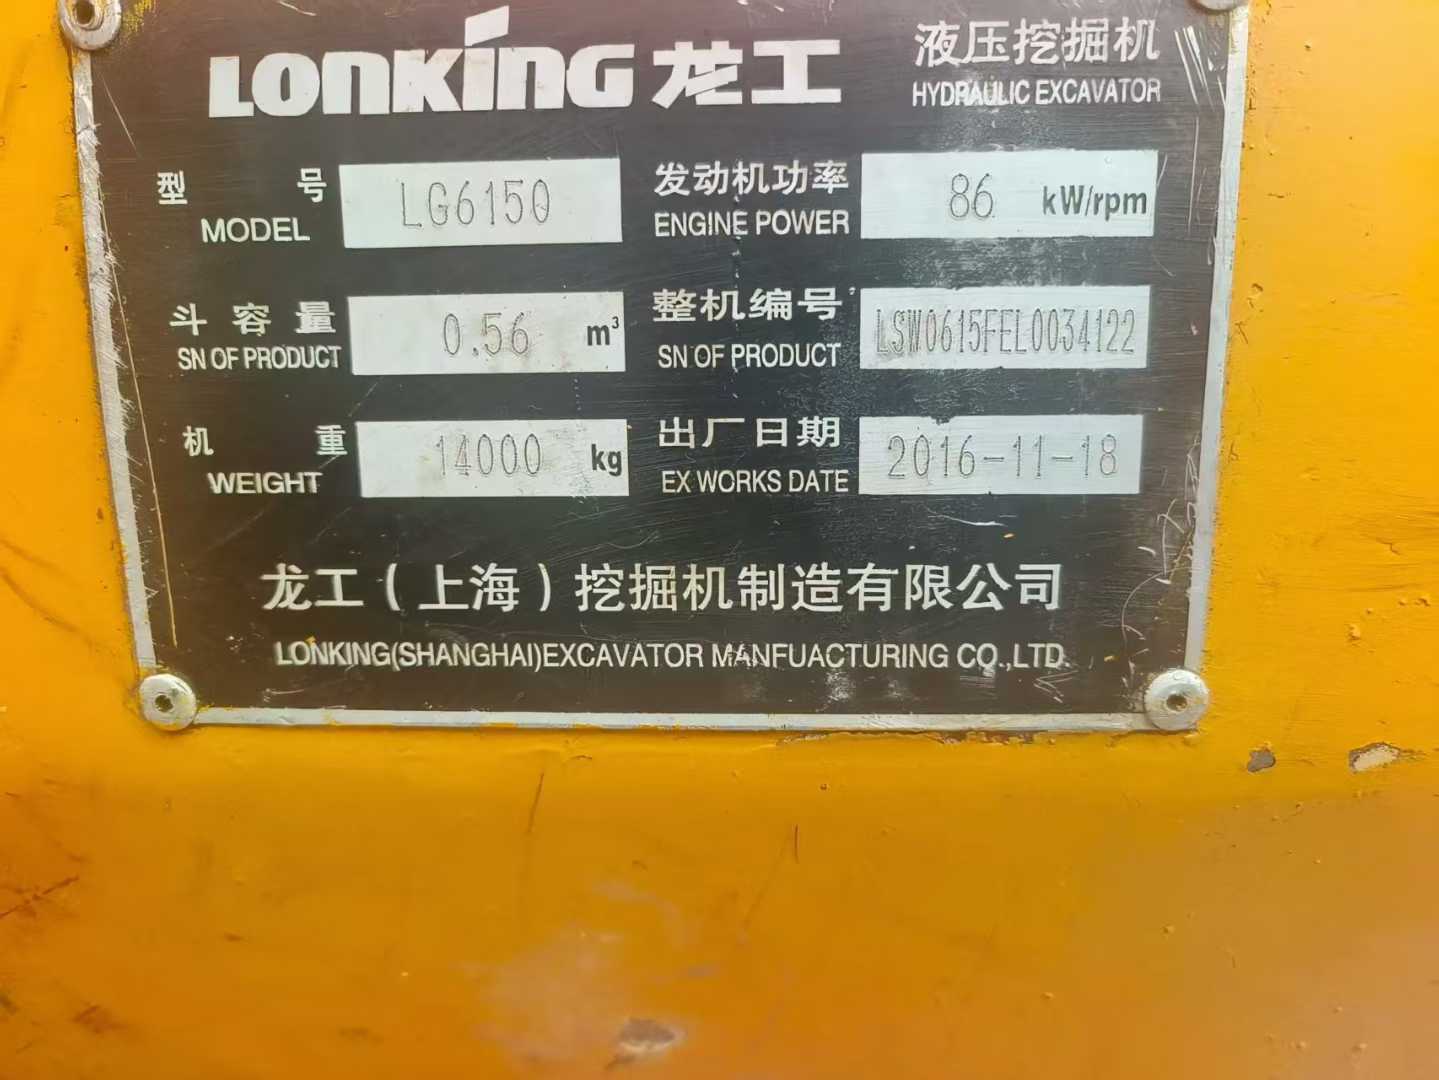 LONKING 龙工 液压挖掘机
HYDRAULIC EXCAVATOR
型号 LG6150 发动机功率 86 kW/rpm
MODEL ENGINE POWER
斗容量 0.56 m³ 整机编号 LSW0615FEL0034122
SN OF PRODUCT SN OF PRODUCT
机重 14000 kg 出厂日期 2016-11-18
WEIGHT EX WORKS DATE
龙工(上海)挖掘机制造有限公司
LONKING(SHANGHAI)EXCAVATOR MANFUACTURING CO.,LTD.